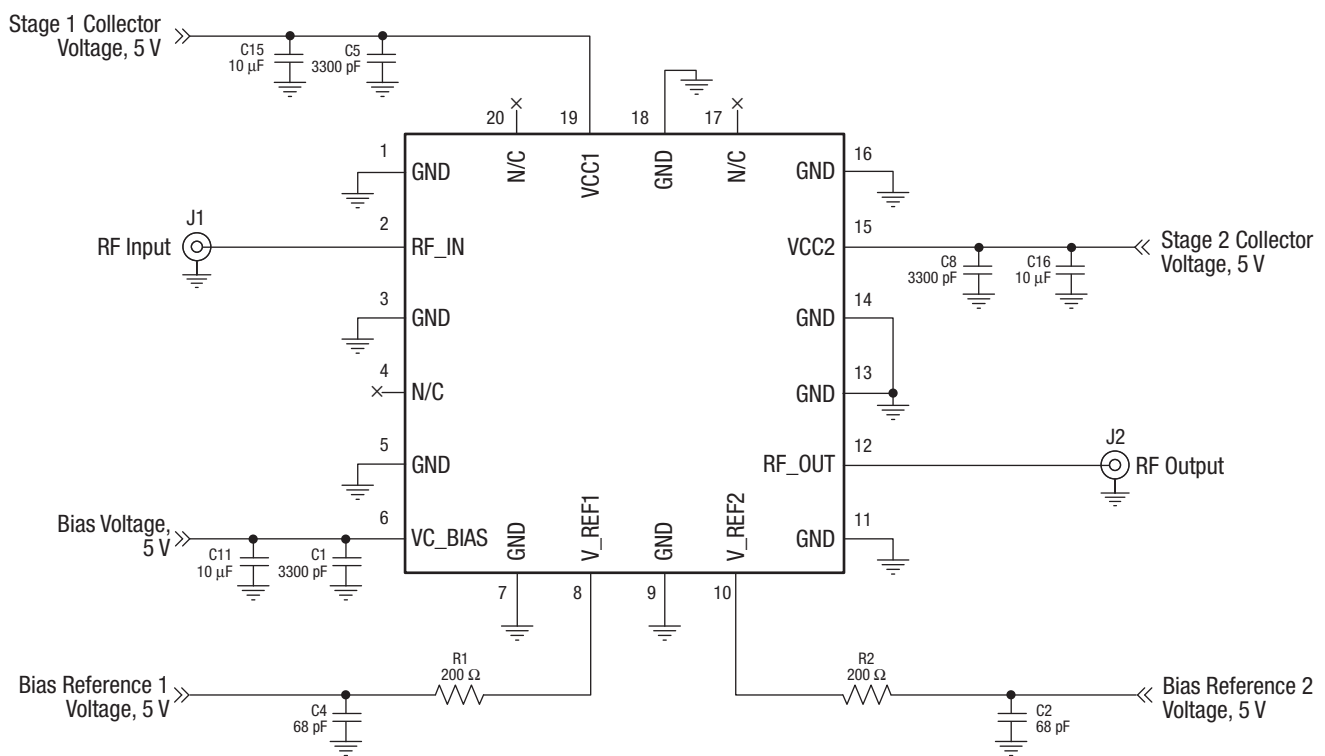 Stage 1 Collector
Voltage, 5 V
C15
10 μF
C5
3300 pF
20
19
18
17
N/C
VCC1
GND
N/C
1
GND
16
GND
J1
RF Input
2
RF_IN
15
VCC2
Stage 2 Collector
Voltage, 5 V
C8
3300 pF
C16
10 μF
3
GND
14
GND
4
N/C
13
GND
5
GND
12
RF_OUT
J2
RF Output
Bias Voltage,
5 V
C11
10 μF
C1
3300 pF
6
VC_BIAS
GND
V_REF1
GND
V_REF2
11
GND
7
8
9
10
Bias Reference 1
Voltage, 5 V
C4
68 pF
R1
200 Ω
R2
200 Ω
C2
68 pF
Bias Reference 2
Voltage, 5 V